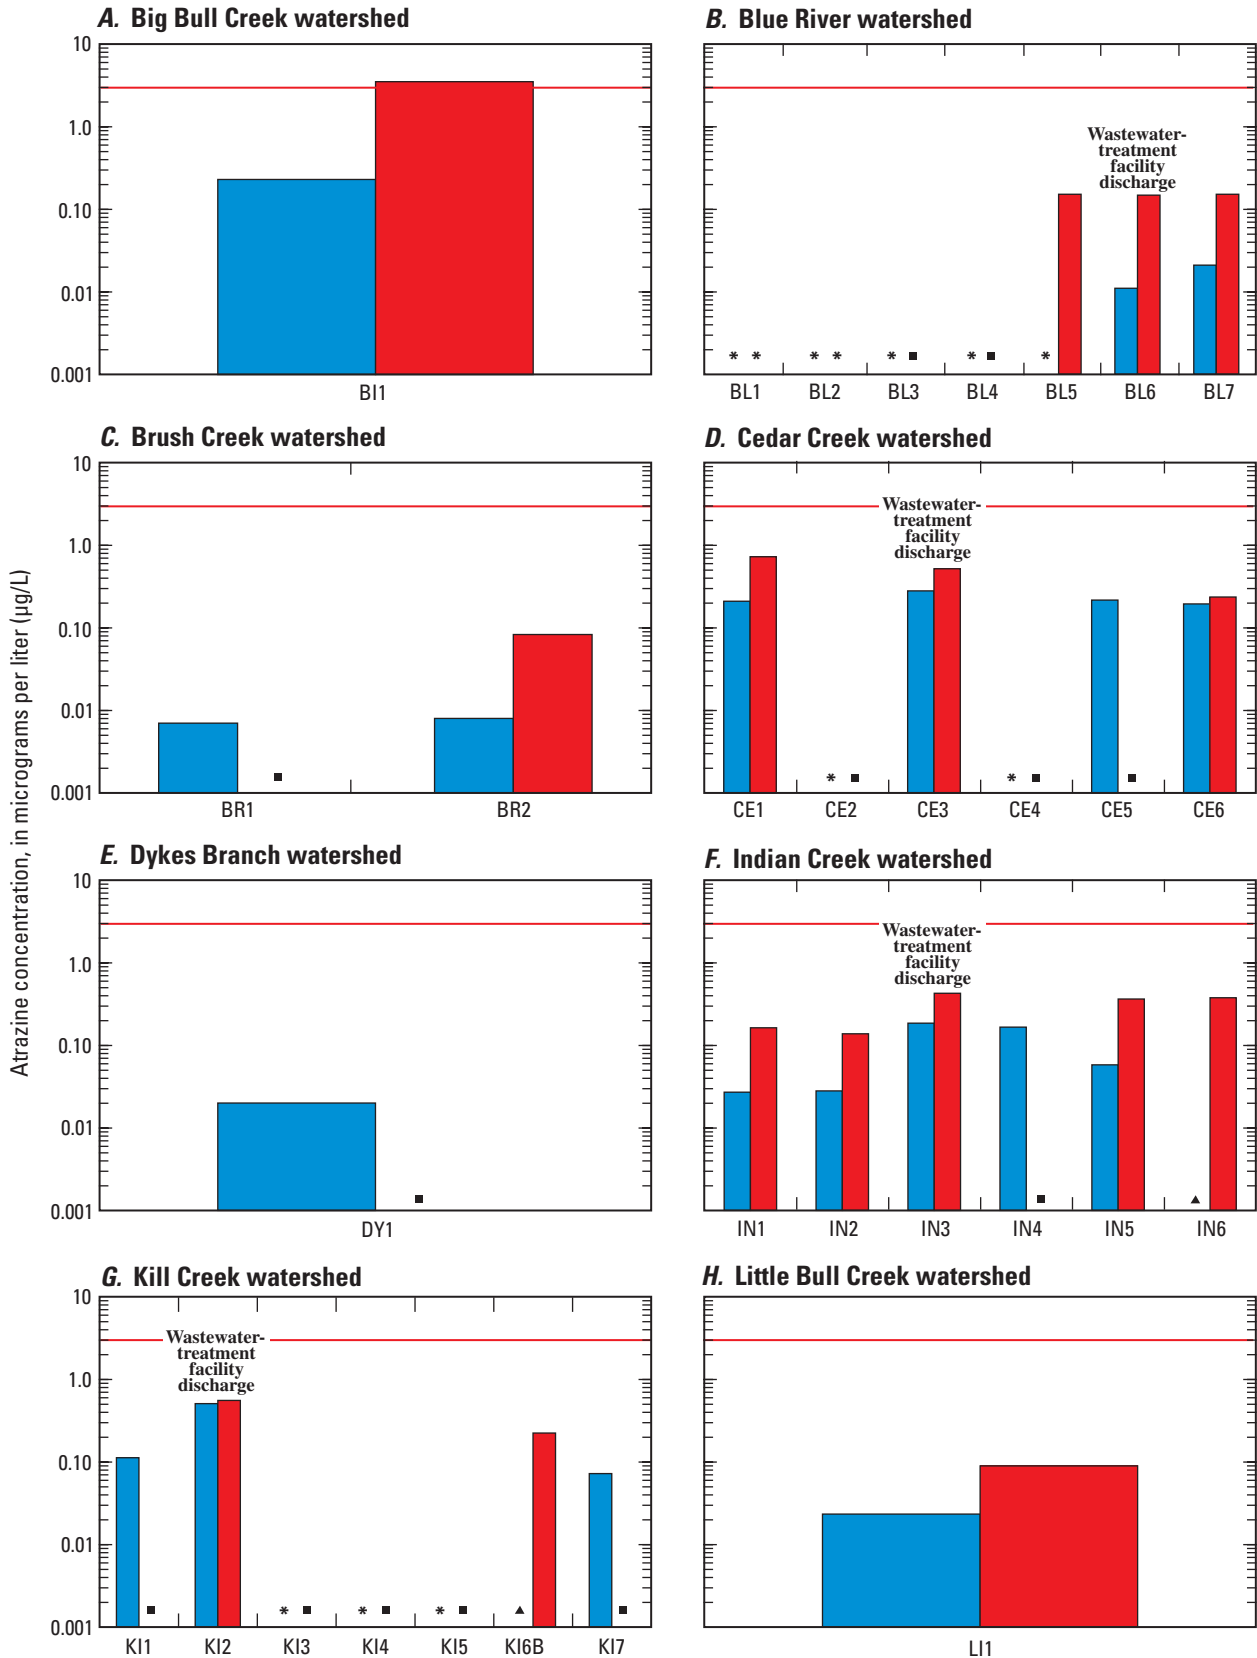 A. Big Bull Creek watershed
10
1.0
0.10
0.01
0.001
BI1
B. Blue River watershed
Wastewater-
treatment
facility
discharge
* * * * * * *
BL1 BL2 BL3 BL4 BL5 BL6 BL7
C. Brush Creek watershed
10
1.0
0.10
0.01
0.001
BR1 BR2
D. Cedar Creek watershed
Wastewater-
treatment
facility
discharge
* *
CE1 CE2 CE3 CE4 CE5 CE6
Atrazine concentration, in micrograms per liter (µg/L)
E. Dykes Branch watershed
10
1.0
0.10
0.01
0.001
DY1
F. Indian Creek watershed
Wastewater-
treatment
facility
discharge
IN1 IN2 IN3 IN4 IN5 IN6
G. Kill Creek watershed
10
1.0
0.10
0.01
0.001
Wastewater-
treatment
facility
discharge
* * *
KI1 KI2 KI3 KI4 KI5 KI6B KI7
H. Little Bull Creek watershed
LI1